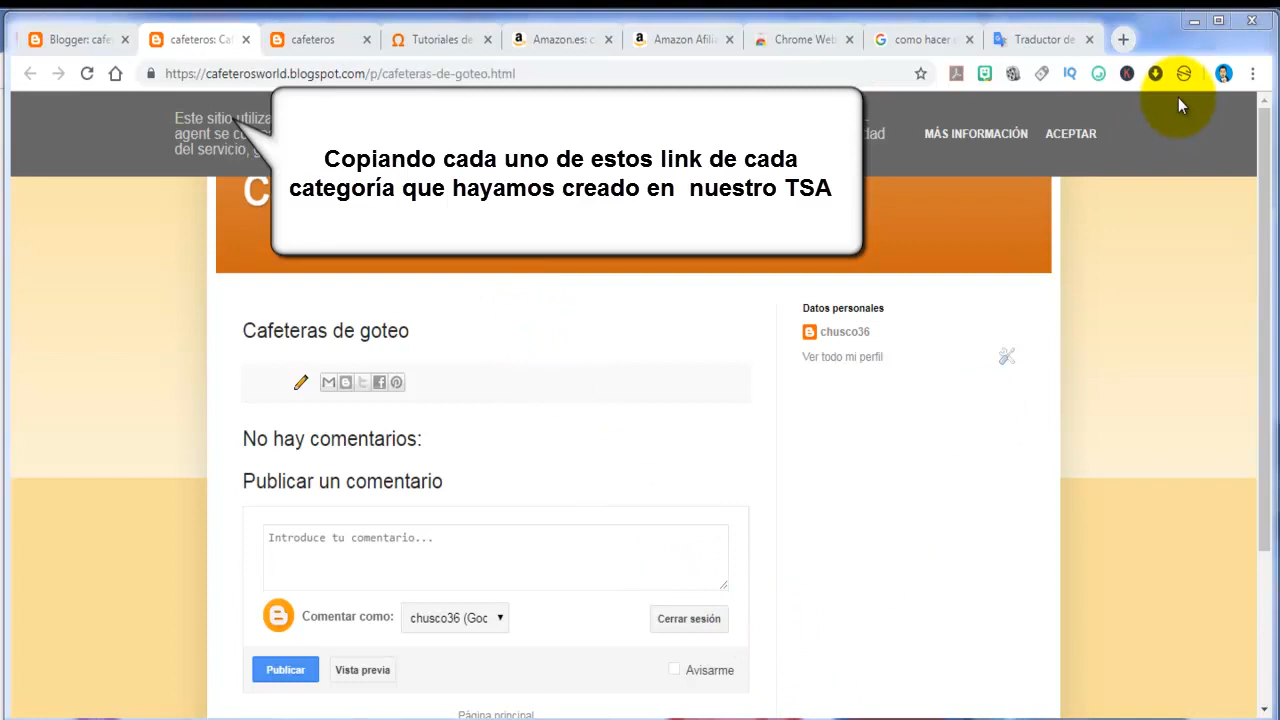 Blogger: cafe
cafeteros: Ca
cafeteros
Tutoriales de
Amazon.es: c
Amazon Afilia
Chrome Web
como hacer
Traductor de
https://cafeterosworld.blogspot.com/p/cafeteras-de-goteo.html
Este sitio utiliza
agent se co
del servicio, g
dad
MÁS INFORMACIÓN
ACEPTAR
Copiando cada uno de estos link de cada
categoría que hayamos creado en nuestro TSA
Cafeteras de goteo
Datos personales
chusco36
Ver todo mi perfil
No hay comentarios:
Publicar un comentario
Introduce tu comentario...
Comentar como:
chusco36 (Goc
Cerrar sesión
Publicar
Vista previa
Avisarme
Página principal